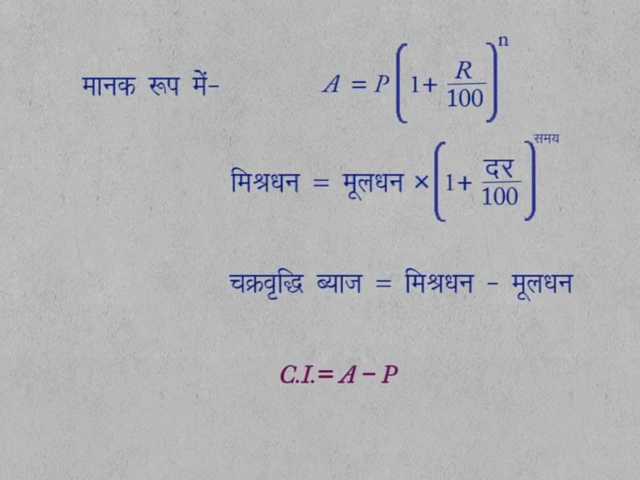 मानक रूप में- A = P(1+ R/100)^n
मिश्रधन = मूलधन ×(1+ दर/100)^समय
चक्रवृद्धि ब्याज = मिश्रधन - मूलधन
C.I.= A – P